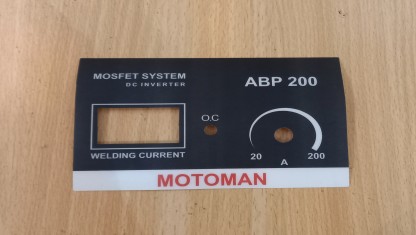 MOSFET SYSTEM
DC INVERTER
ABP 200
O.C
WELDING CURRENT
20
A
200
MOTOMAN